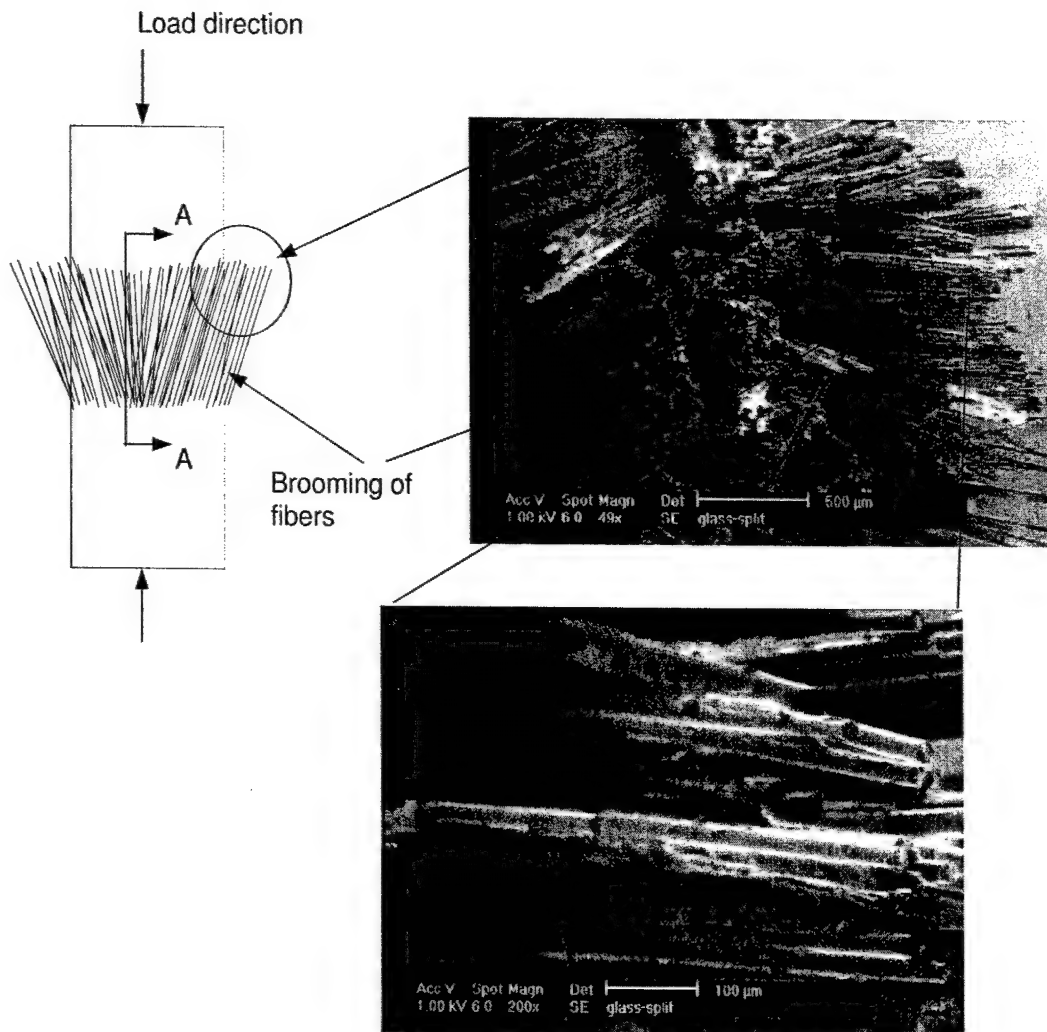 Load direction
A
A
Brooming of
fibers
Acc V Spot Magn Det 500 µm
1.00 kV 6.0 49x SE glass-split
Acc V Spot Magn Det 100 µm
1.00 kV 6.0 200x SE glass-split